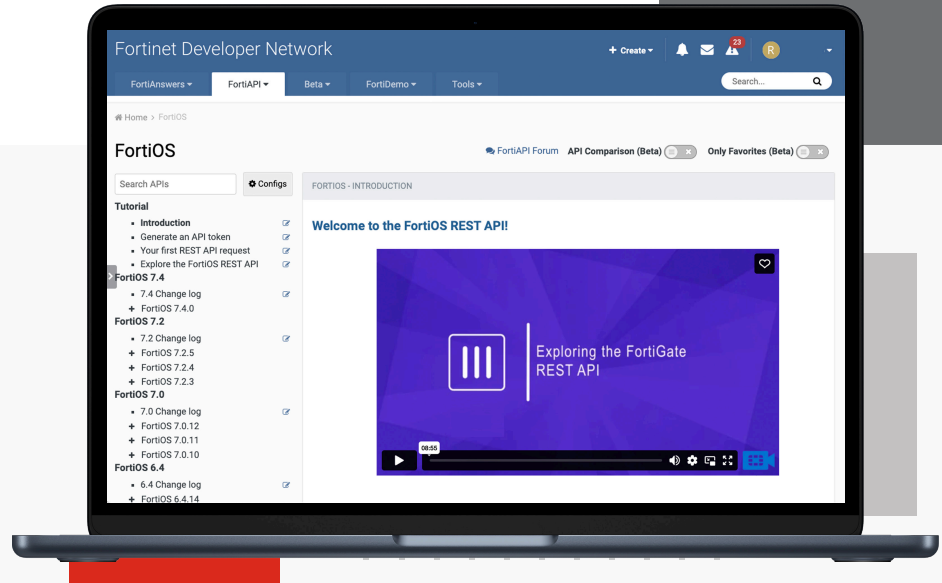 Fortinet Developer Network
+ Create
23
R
FortiAnswers
FortiAPI
Beta
FortiDemo
Tools
Search...
Home > FortiOS
FortiOS
FortiAPI Forum
API Comparison (Beta)
Only Favorites (Beta)
Search APIs
Configs
FORTIOS - INTRODUCTION
Tutorial
Introduction
Generate an API token
Your first REST API request
Explore the FortiOS REST API
FortiOS 7.4
7.4 Change log
+ FortiOS 7.4.0
FortiOS 7.2
7.2 Change log
+ FortiOS 7.2.5
+ FortiOS 7.2.4
+ FortiOS 7.2.3
FortiOS 7.0
7.0 Change log
+ FortiOS 7.0.12
+ FortiOS 7.0.11
+ FortiOS 7.0.10
FortiOS 6.4
6.4 Change log
+ FortiOS 6.4.14
Welcome to the FortiOS REST API!
Exploring the FortiGate
REST API
08:55